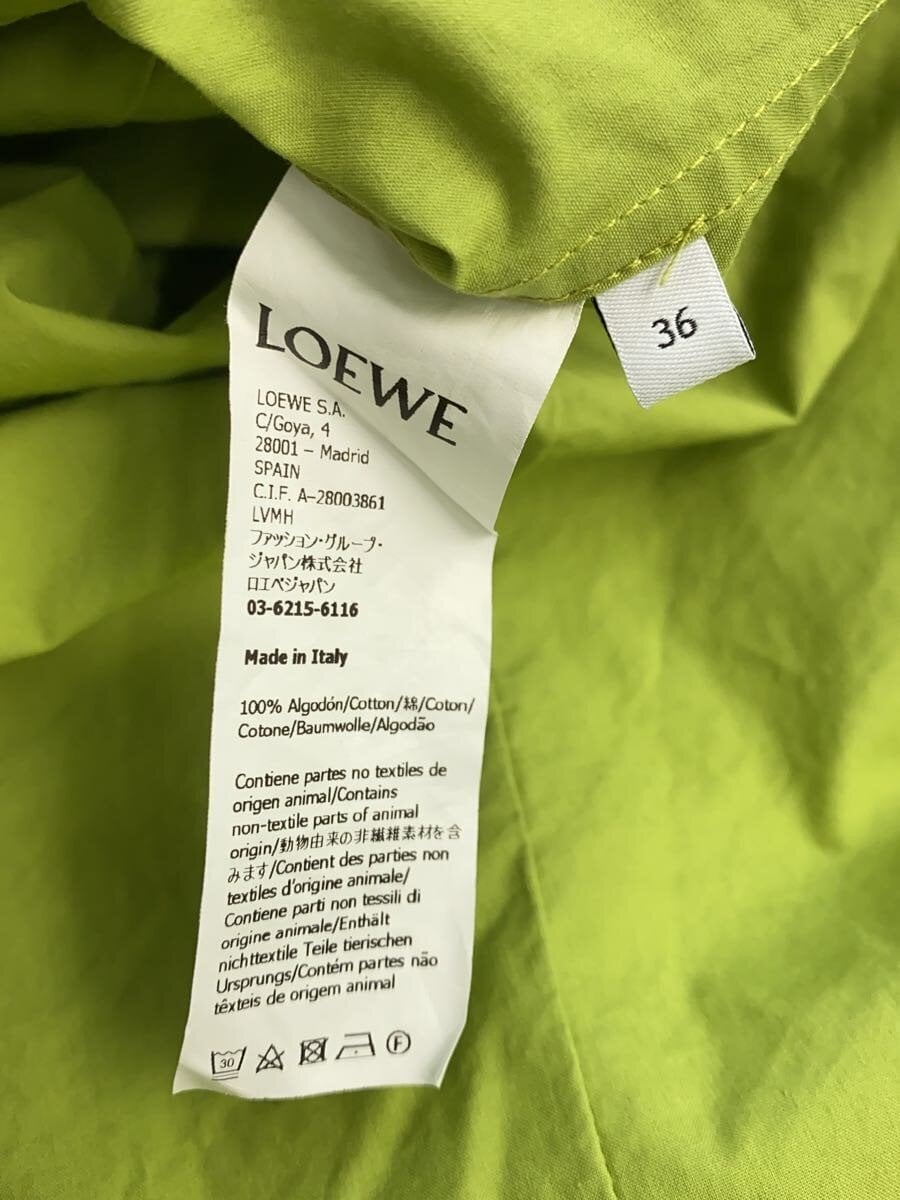 LOEWE
LOEWE S.A.
C/Goya, 4
28001 – Madrid
SPAIN
C.I.F. A-28003861
LVMH
ファッション・グループ・
ジャパン株式会社
ロエベジャパン
03-6215-6116
Made in Italy
100% Algodón/Cotton/綿/Coton/
Cotone/Baumwolle/Algodão
Contiene partes no textiles de
origen animal/Contains
non-textile parts of animal
origin/動物由来の非繊維素材を含
みます/Contient des parties non
textiles d'origine animale/
Contiene parti non tessili di
origine animale/Enthält
nichttextile Teile tierischen
Ursprungs/Contém partes não
têxteis de origem animal
30
F
36